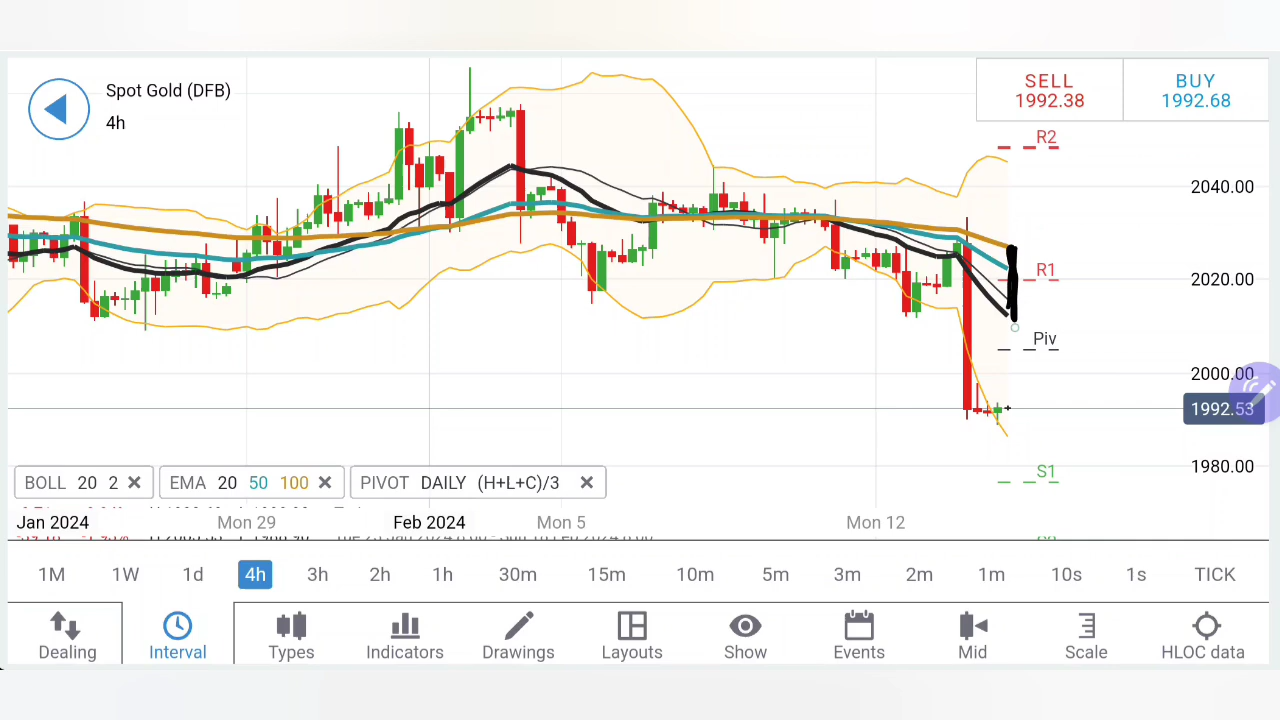 Spot Gold (DFB)
4h
SELL
1992.38
BUY
1992.68
R2
2040.00
R1
2020.00
Piv
2000.00
1992.53
S1
1980.00
BOLL 20 2 ✕
EMA 20 50 100 ✕
PIVOT DAILY (H+L+C)/3 ✕
Jan 2024 Mon 29 Feb 2024 Mon 5 Mon 12
1M 1W 1d 4h 3h 2h 1h 30m 15m 10m 5m 3m 2m 1m 10s 1s TICK
Dealing Interval Types Indicators Drawings Layouts Show Events Mid Scale HLOC data